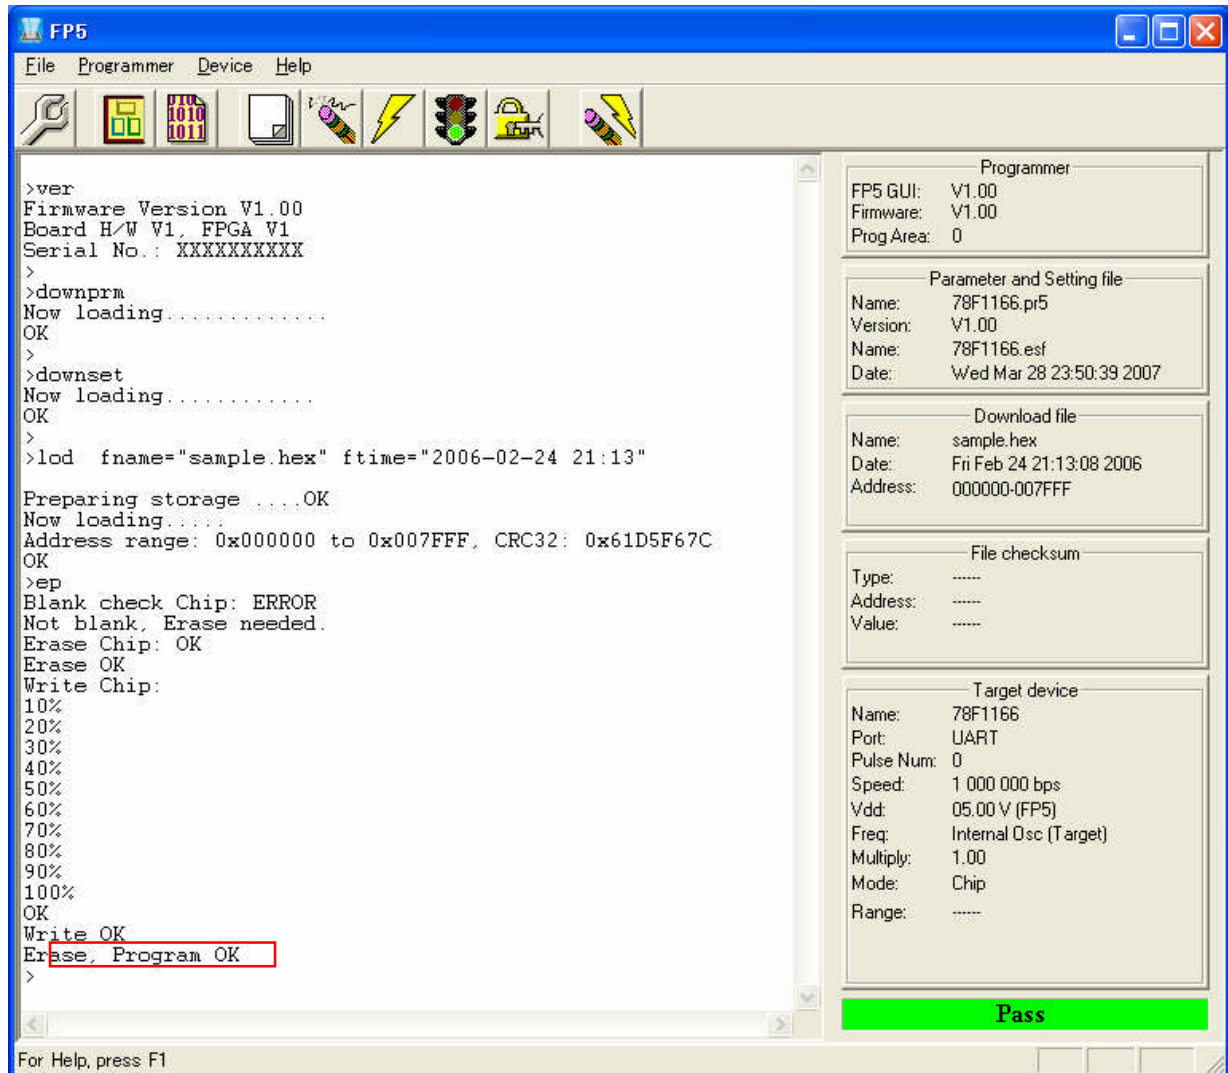 FP5
File Programmer Device Help
010
1010
1011
>ver
Firmware Version V1.00
Board H/W V1, FPGA V1
Serial No.: XXXXXXXXXX
>
>downprm
Now loading.............
OK
>
>downset
Now loading............
OK
>
>lod  fname="sample.hex" ftime="2006-02-24 21:13"
Preparing storage ....OK
Now loading.....
Address range: 0x000000 to 0x007FFF, CRC32: 0x61D5F67C
OK
>ep
Blank check Chip: ERROR
Not blank, Erase needed.
Erase Chip: OK
Erase OK
Write Chip:
10%
20%
30%
40%
50%
60%
70%
80%
90%
100%
OK
Write OK
Erase, Program OK
>
Programmer
FP5 GUI: V1.00
Firmware: V1.00
Prog Area: 0
Parameter and Setting file
Name: 78F1166.pr5
Version: V1.00
Name: 78F1166.esf
Date: Wed Mar 28 23:50:39 2007
Download file
Name: sample.hex
Date: Fri Feb 24 21:13:08 2006
Address: 000000-007FFF
File checksum
Type: ------
Address: ------
Value: ------
Target device
Name: 78F1166
Port: UART
Pulse Num: 0
Speed: 1 000 000 bps
Vdd: 05.00 V (FP5)
Freq: Internal Osc (Target)
Multiply: 1.00
Mode: Chip
Range: ------
Pass
For Help, press F1